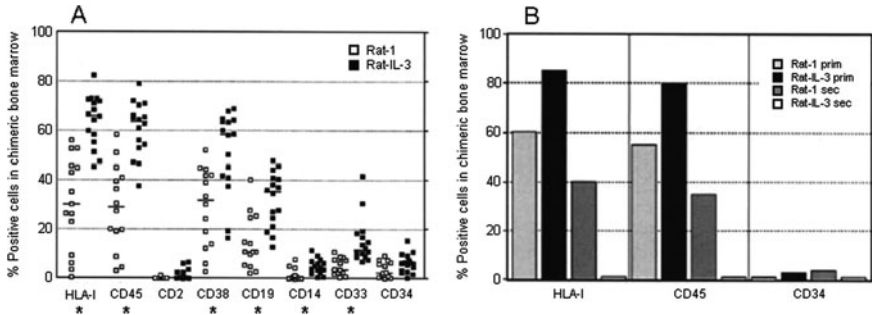 A
% Positive cells in chimeric bone marrow
100
80
60
40
20
0
Rat-1
Rat-IL-3
HLA-I CD45 CD2 CD38 CD19 CD14 CD33 CD34
* * * * * *
B
% Positive cells in chimeric bone marrow
100
80
60
40
20
0
Rat-1 prim
Rat-IL-3 prim
Rat-1 sec
Rat-IL-3 sec
HLA-I CD45 CD34